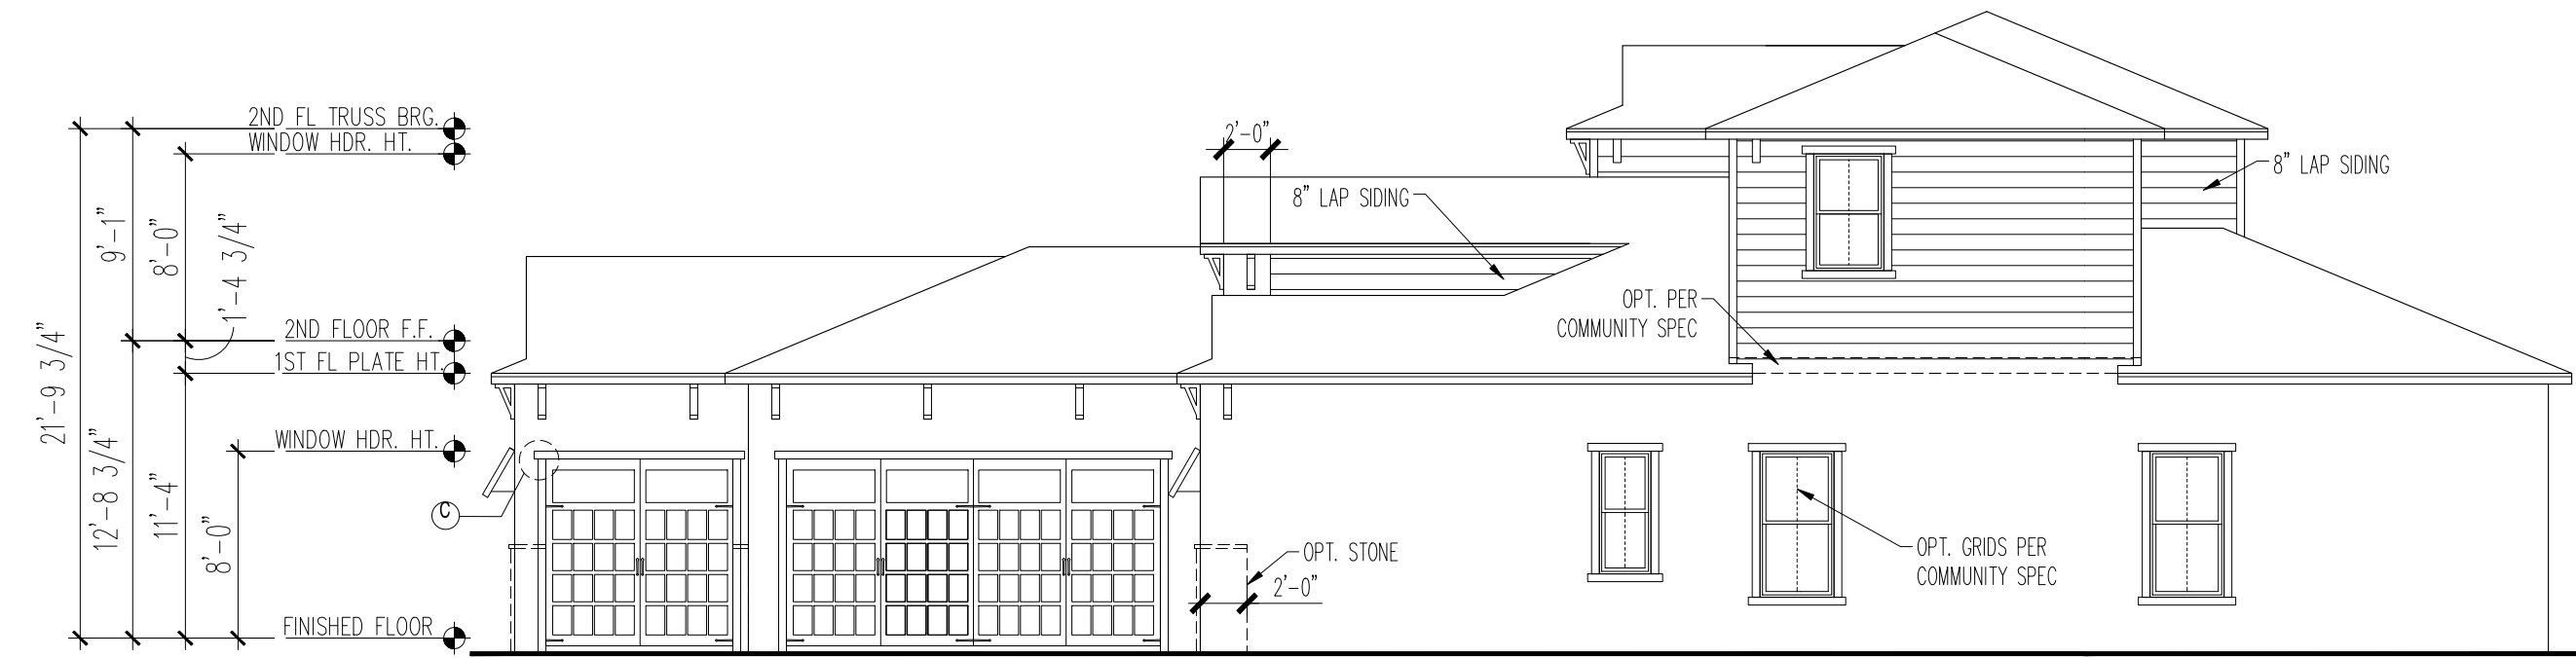 2ND FL TRUSS BRG.
WINDOW HDR. HT.
2'-0"
8" LAP SIDING
8" LAP SIDING
9'-1"
8'-0"
1'-4 3/4"
OPT. PER
COMMUNITY SPEC
2ND FLOOR F.F.
1ST FL PLATE HT.
21'-9 3/4"
12'-8 3/4"
11'-4"
8'-0"
WINDOW HDR. HT.
C
OPT. STONE
2'-0"
OPT. GRIDS PER
COMMUNITY SPEC
FINISHED FLOOR